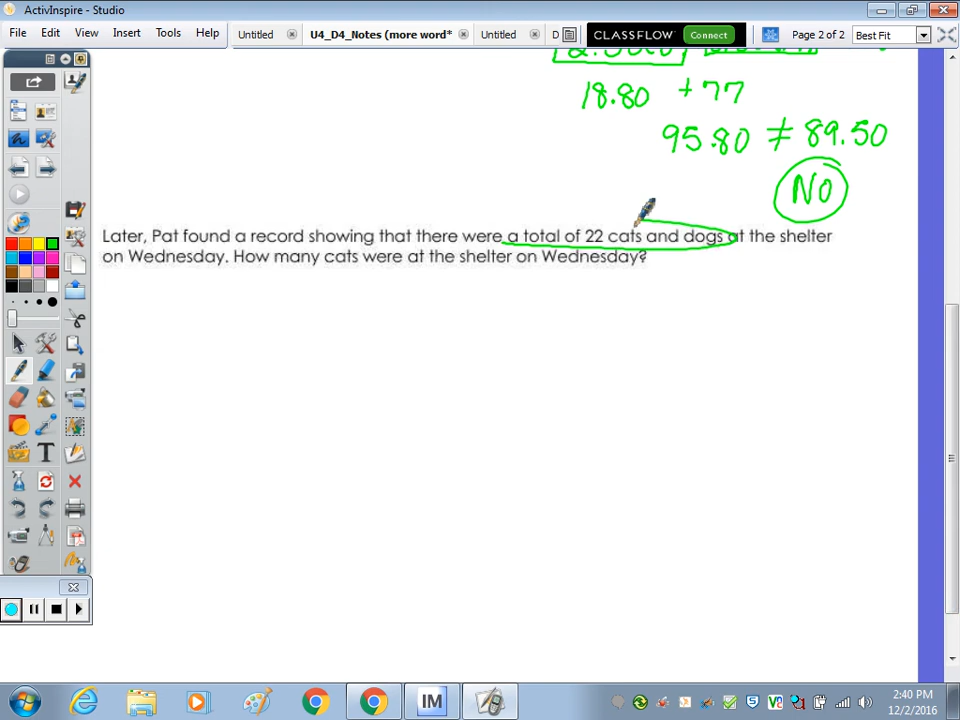 ActivInspire - Studio
File Edit View Insert Tools Help Untitled U4_D4_Notes (more word* Untitled D CLASSFLOW Connect Page 2 of 2 Best Fit
18.80 +77
95.80 ≠ 89.50
NO
Later, Pat found a record showing that there were a total of 22 cats and dogs at the shelter
on Wednesday. How many cats were at the shelter on Wednesday?
IM
2:40 PM
12/2/2016